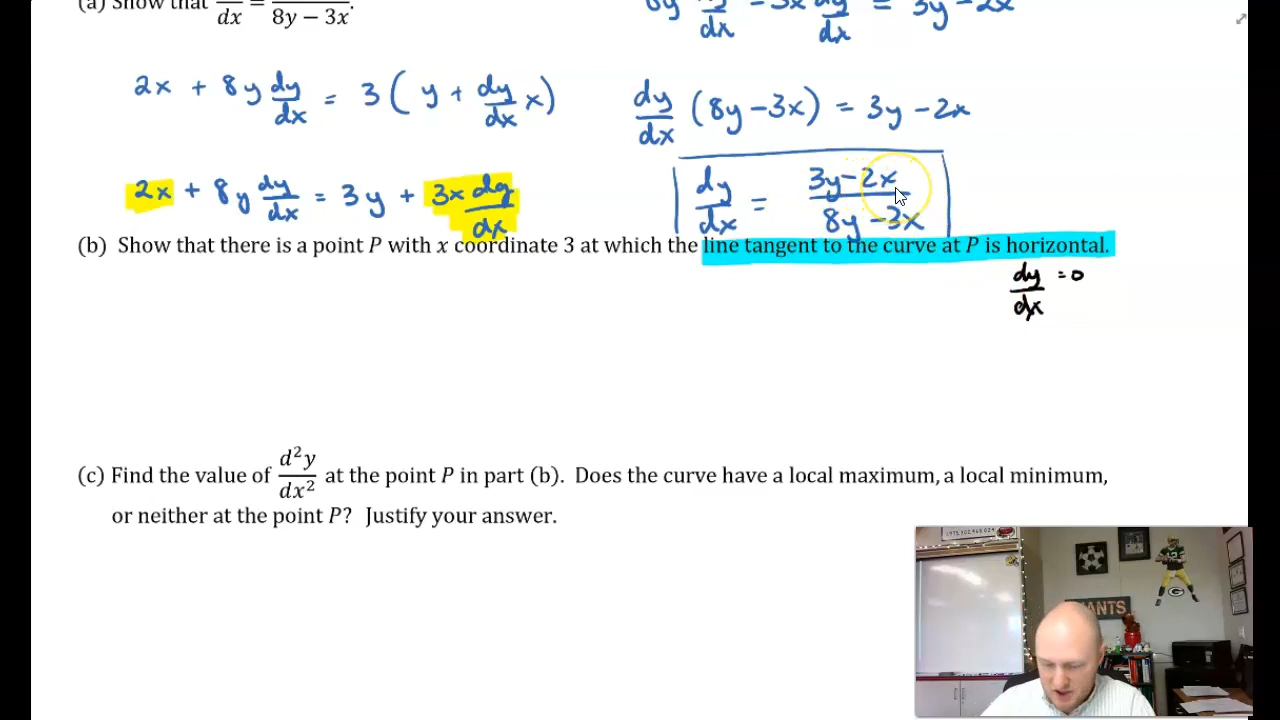 (a) Show that dy/dx = 3y − 2x / 8y − 3x.
8y dy/dx − 3x dy/dx = 3y − 2x
2x + 8y dy/dx = 3 ( y + dy/dx x )
dy/dx (8y − 3x) = 3y − 2x
2x + 8y dy/dx = 3y + 3x dy/dx
dy/dx = 3y − 2x / 8y − 3x
(b) Show that there is a point P with x coordinate 3 at which the line tangent to the curve at P is horizontal.
dy/dx = 0
(c) Find the value of d²y/dx² at the point P in part (b). Does the curve have a local maximum, a local minimum,
or neither at the point P? Justify your answer.
IANTS
G